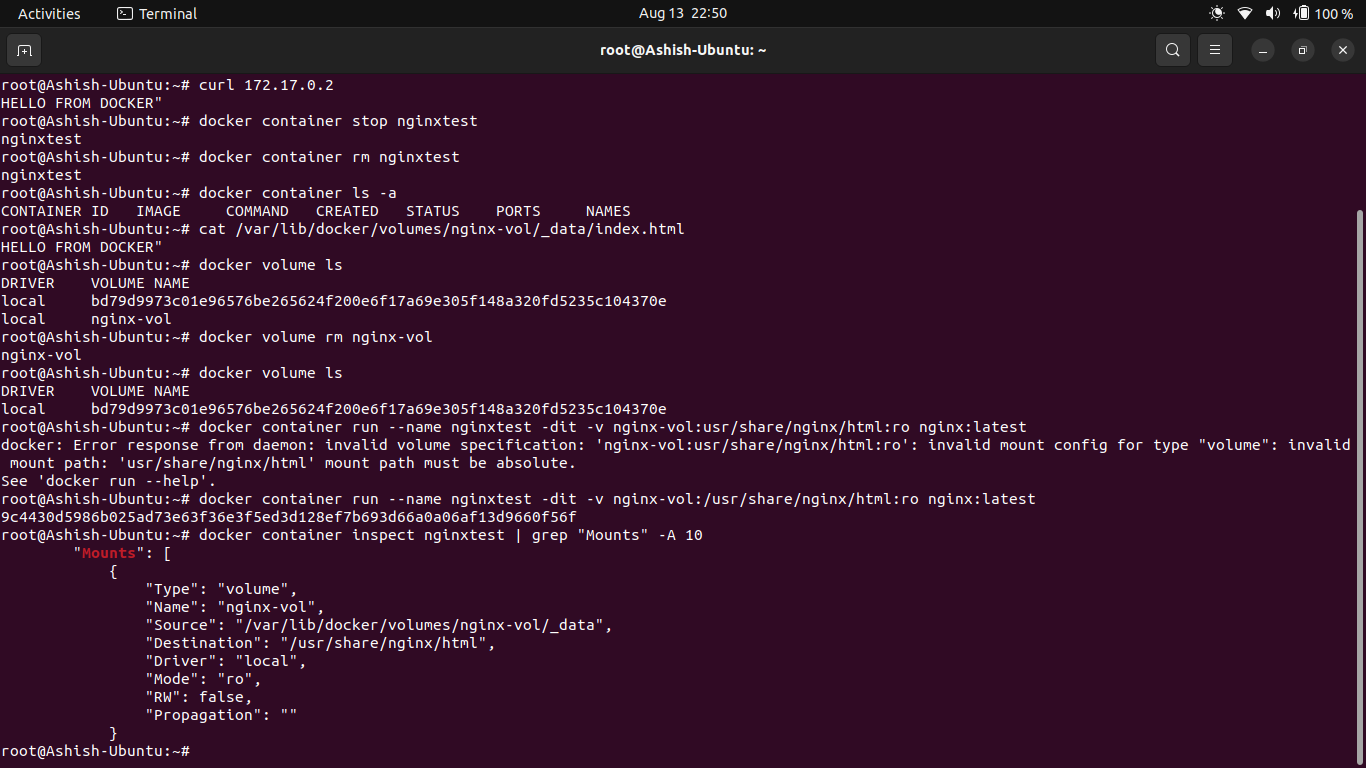 Activities Terminal Aug 13 22:50 100 %
root@Ashish-Ubuntu: ~
root@Ashish-Ubuntu:~# curl 172.17.0.2
HELLO FROM DOCKER"
root@Ashish-Ubuntu:~# docker container stop nginxtest
nginxtest
root@Ashish-Ubuntu:~# docker container rm nginxtest
nginxtest
root@Ashish-Ubuntu:~# docker container ls -a
CONTAINER ID   IMAGE     COMMAND   CREATED   STATUS    PORTS     NAMES
root@Ashish-Ubuntu:~# cat /var/lib/docker/volumes/nginx-vol/_data/index.html
HELLO FROM DOCKER"
root@Ashish-Ubuntu:~# docker volume ls
DRIVER    VOLUME NAME
local     bd79d9973c01e96576be265624f200e6f17a69e305f148a320fd5235c104370e
local     nginx-vol
root@Ashish-Ubuntu:~# docker volume rm nginx-vol
nginx-vol
root@Ashish-Ubuntu:~# docker volume ls
DRIVER    VOLUME NAME
local     bd79d9973c01e96576be265624f200e6f17a69e305f148a320fd5235c104370e
root@Ashish-Ubuntu:~# docker container run --name nginxtest -dit -v nginx-vol:usr/share/nginx/html:ro nginx:latest
docker: Error response from daemon: invalid volume specification: 'nginx-vol:usr/share/nginx/html:ro': invalid mount config for type "volume": invalid
 mount path: 'usr/share/nginx/html' mount path must be absolute.
See 'docker run --help'.
root@Ashish-Ubuntu:~# docker container run --name nginxtest -dit -v nginx-vol:/usr/share/nginx/html:ro nginx:latest
9c4430d5986b025ad73e63f36e3f5ed3d128ef7b693d66a0a06af13d9660f56f
root@Ashish-Ubuntu:~# docker container inspect nginxtest | grep "Mounts" -A 10
        "Mounts": [
            {
                "Type": "volume",
                "Name": "nginx-vol",
                "Source": "/var/lib/docker/volumes/nginx-vol/_data",
                "Destination": "/usr/share/nginx/html",
                "Driver": "local",
                "Mode": "ro",
                "RW": false,
                "Propagation": ""
            }
root@Ashish-Ubuntu:~#